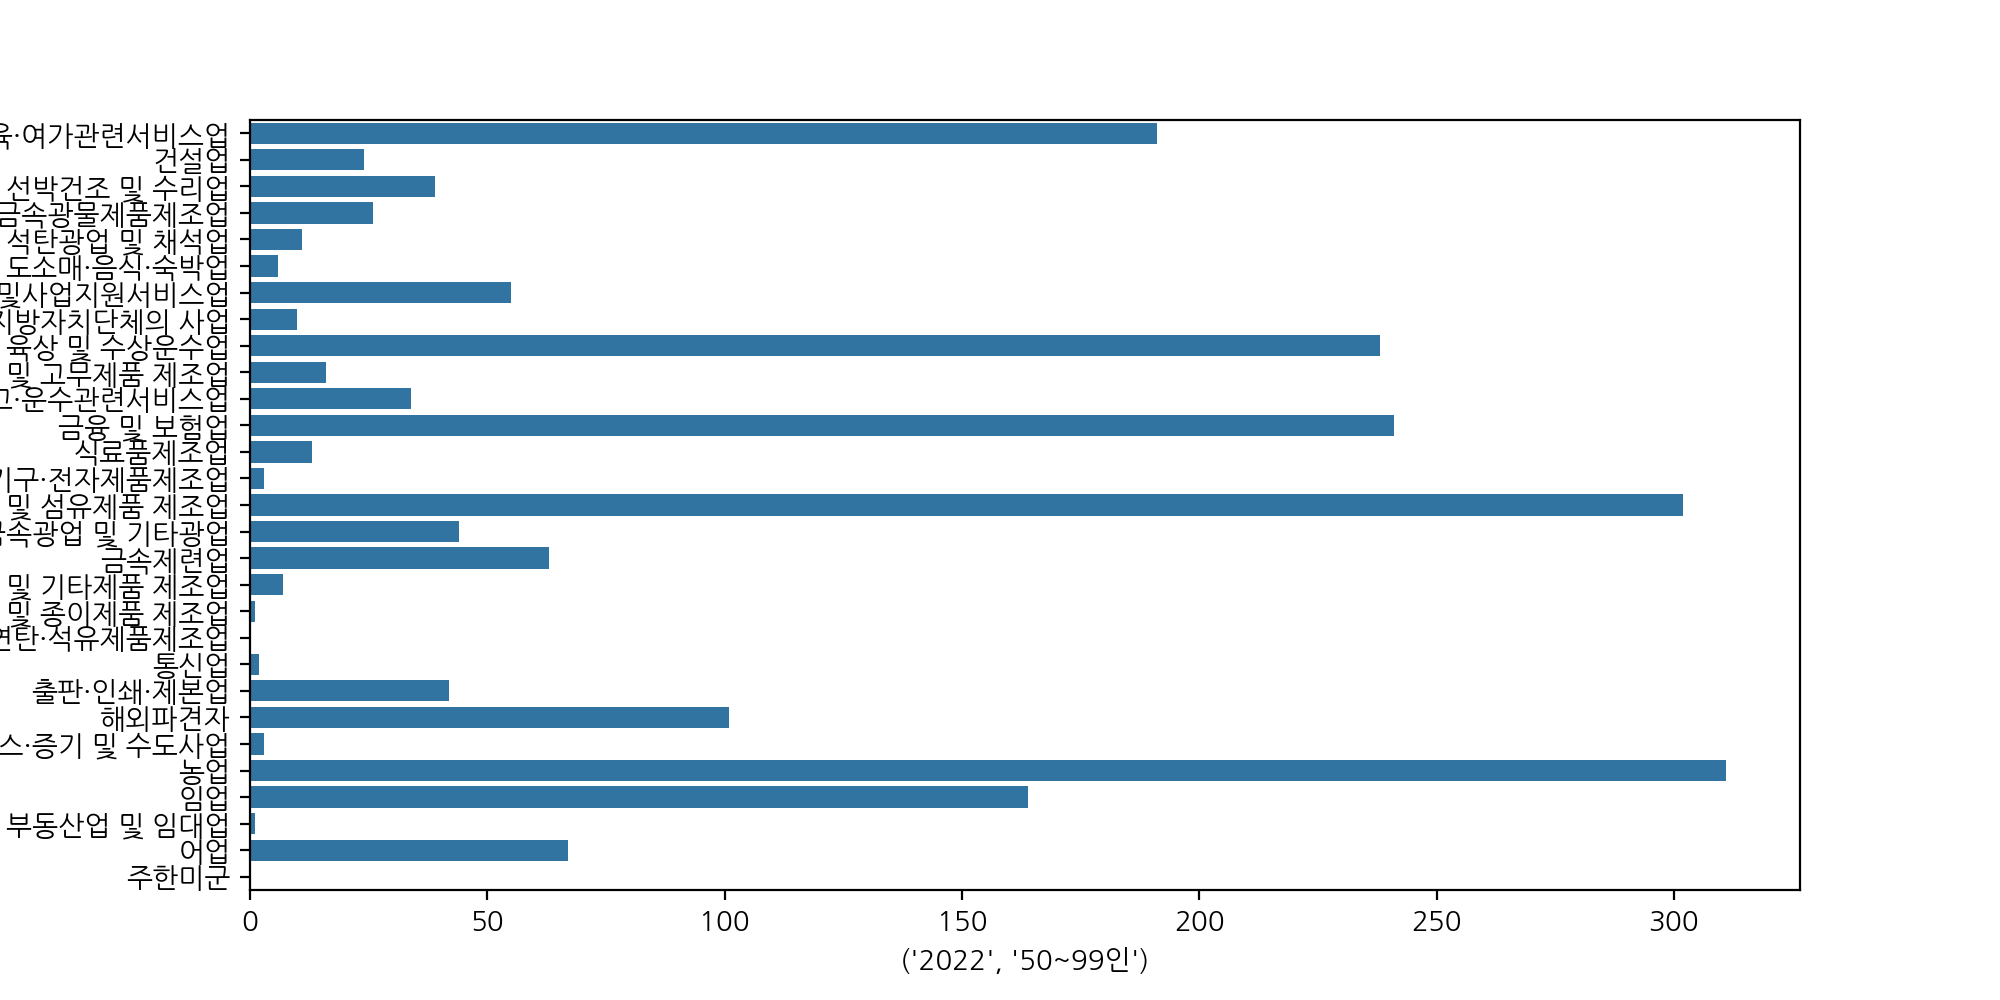 육·여가관련서비스업
건설업
선박건조 및 수리업
금속광물제품제조업
석탄광업 및 채석업
도소매·음식·숙박업
및사업지원서비스업
지방자치단체의 사업
육상 및 수상운수업
및 고무제품 제조업
고·운수관련서비스업
금융 및 보험업
식료품제조업
기구·전자제품제조업
및 섬유제품 제조업
금속광업 및 기타광업
금속제련업
및 기타제품 제조업
및 종이제품 제조업
연탄·석유제품제조업
통신업
출판·인쇄·제본업
해외파견자
스·증기 및 수도사업
농업
임업
부동산업 및 임대업
어업
주한미군
0 50 100 150 200 250 300
('2022', '50~99인')